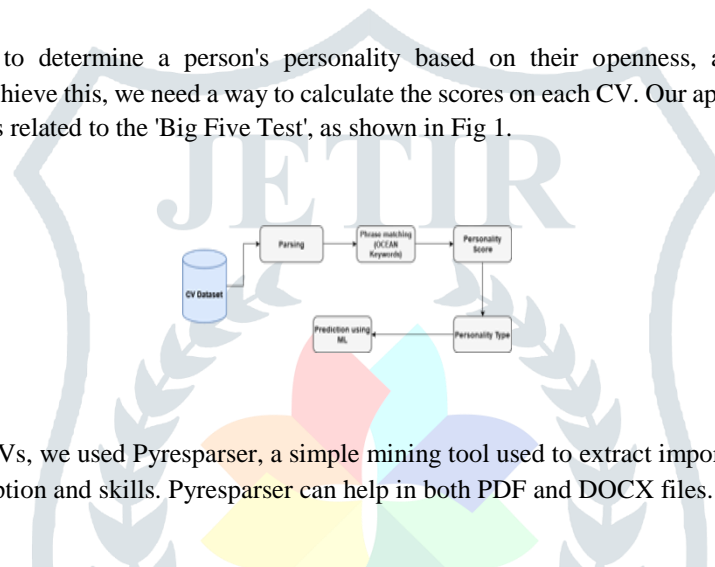 to determine a person's personality based on their openness, a
chieve this, we need a way to calculate the scores on each CV. Our ap
s related to the 'Big Five Test', as shown in Fig 1.
JETIR
Parsing
Phrase matching
(OCEAN
Keywords)
Personality
Score
CV Dataset
Prediction using
ML
Personality Type
Vs, we used Pyresparser, a simple mining tool used to extract impor
ption and skills. Pyresparser can help in both PDF and DOCX files.